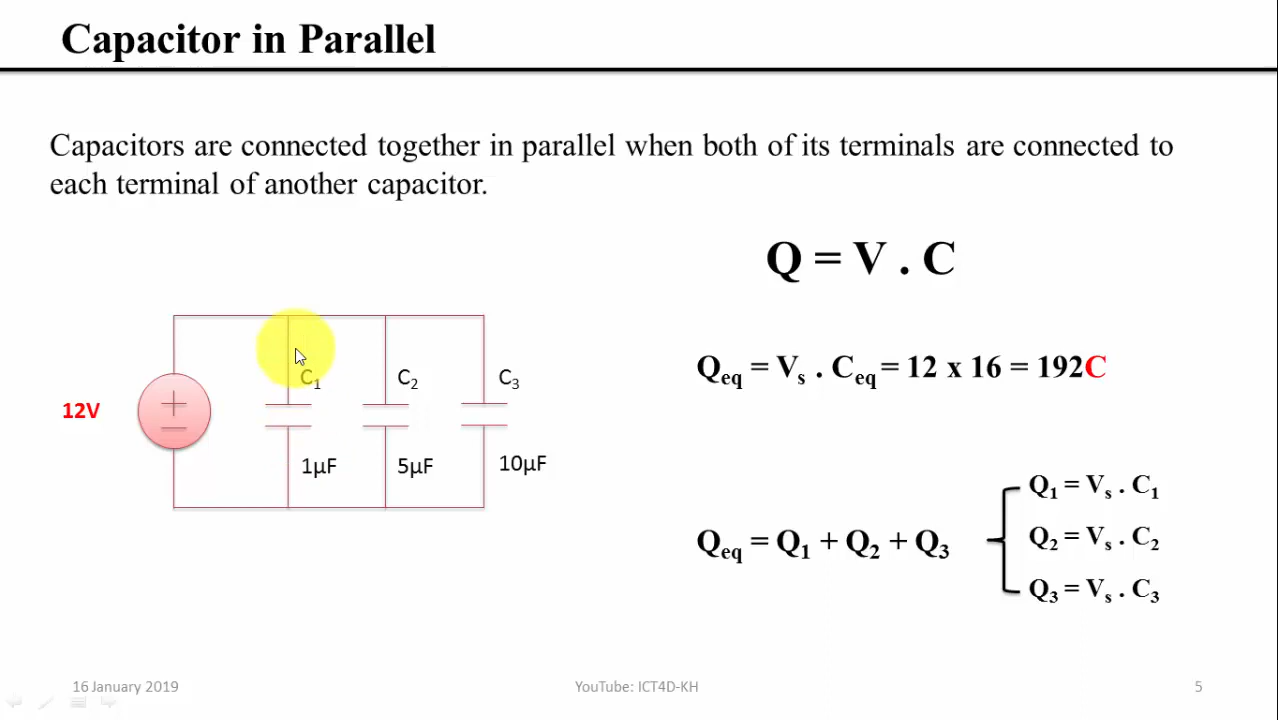 Capacitor in Parallel
Capacitors are connected together in parallel when both of its terminals are connected to
each terminal of another capacitor.
Q = V . C
Qeq = Vs . Ceq = 12 x 16 = 192C
12V
+
−
C1
C2
C3
1µF
5µF
10µF
Qeq = Q1 + Q2 + Q3
Q1 = Vs . C1
Q2 = Vs . C2
Q3 = Vs . C3
16 January 2019
YouTube: ICT4D-KH
5